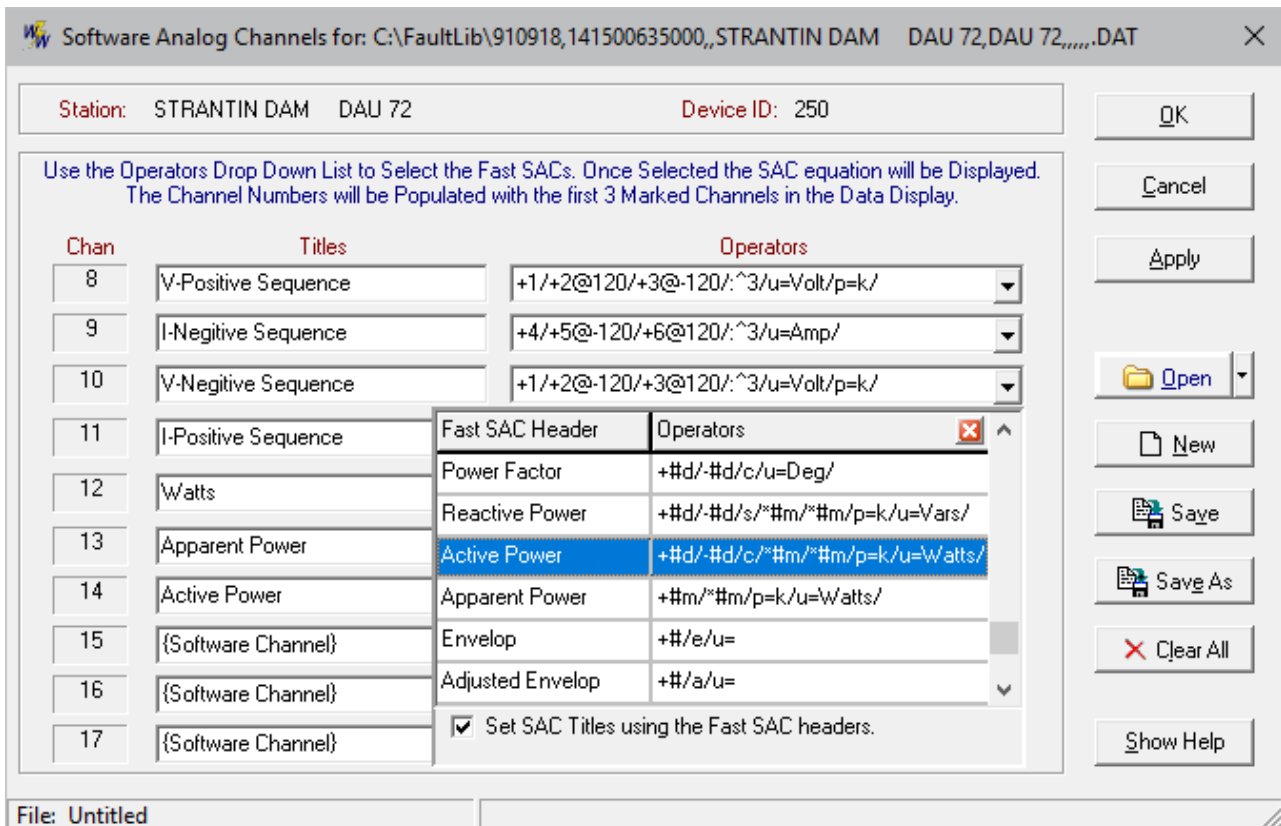 Software Analog Channels for: C:\FaultLib\910918,141500635000,,STRANTIN DAM DAU 72,DAU 72,,,,,.DAT
Station: STRANTIN DAM DAU 72 Device ID: 250
OK
Use the Operators Drop Down List to Select the Fast SACs. Once Selected the SAC equation will be Displayed.
The Channel Numbers will be Populated with the first 3 Marked Channels in the Data Display.
Cancel
Chan Titles Operators
Apply
8 V-Positive Sequence +1/+2@120/+3@-120/:^3/u=Volt/p=k/
9 I-Negitive Sequence +4/+5@-120/+6@120/:^3/u=Amp/
10 V-Negitive Sequence +1/+2@-120/+3@120/:^3/u=Volt/p=k/
Open
11 I-Positive Sequence
Fast SAC Header Operators
New
Power Factor +#d/-#d/c/u=Deg/
12 Watts
Reactive Power +#d/-#d/s/*#m/*#m/p=k/u=Vars/
Save
13 Apparent Power
Active Power +#d/-#d/c/*#m/*#m/p=k/u=Watts/
14 Active Power
Apparent Power +#m/*#m/p=k/u=Watts/
Save As
15 {Software Channel}
Envelop +#/e/u=
Clear All
16 {Software Channel}
Adjusted Envelop +#/a/u=
17 {Software Channel}
Set SAC Titles using the Fast SAC headers.
Show Help
File: Untitled